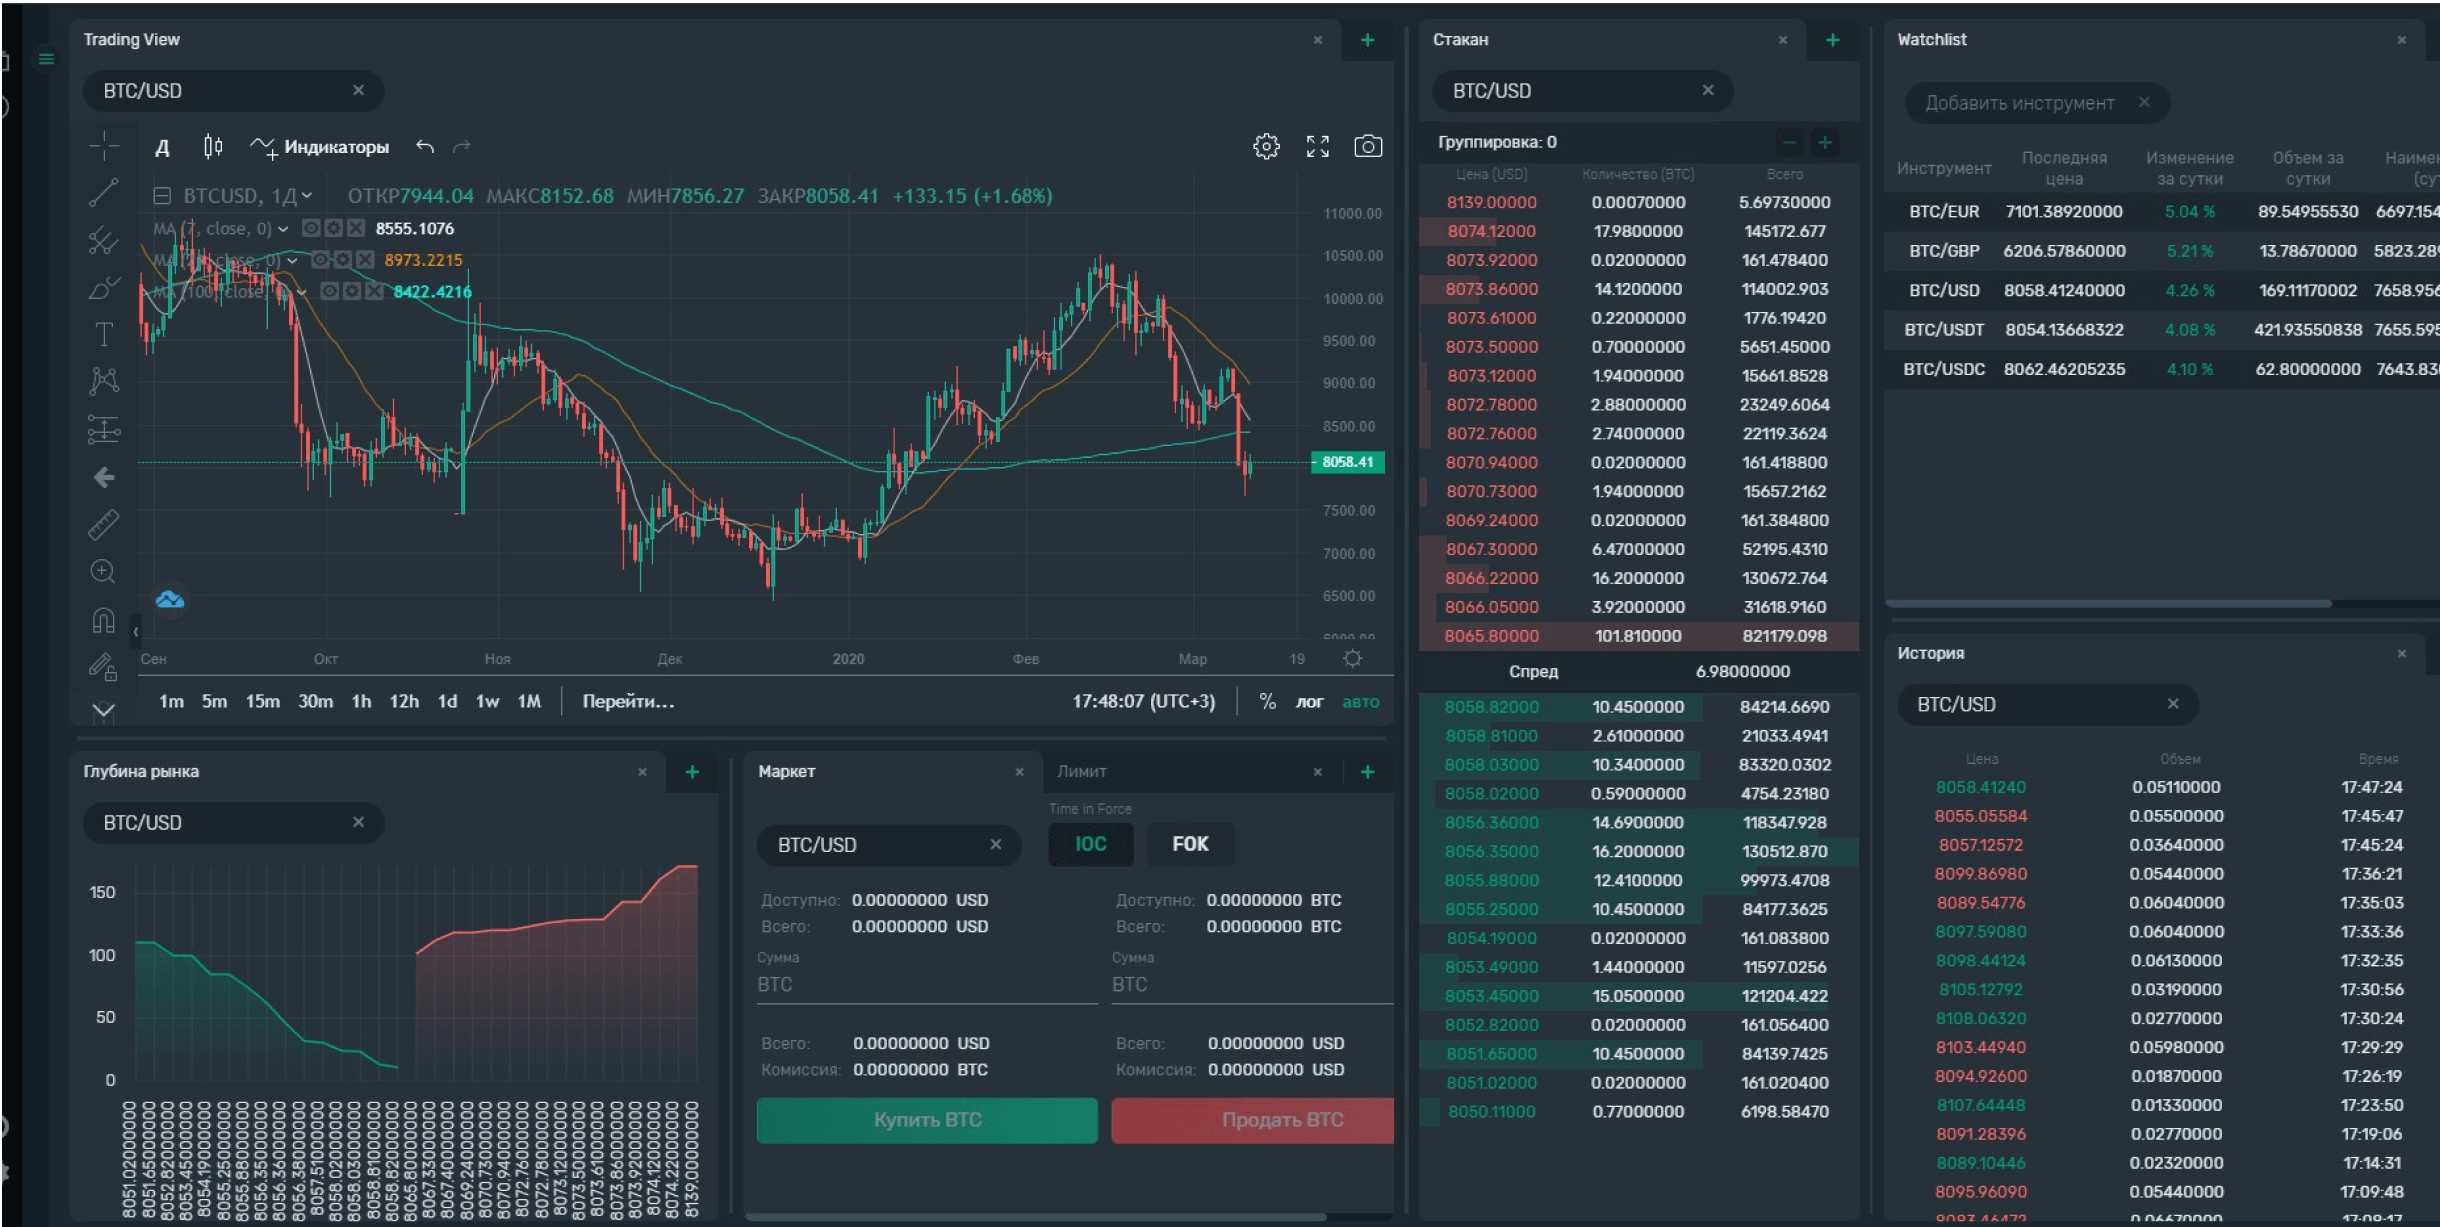 Trading View
BTC/USD
Д Индикаторы
BTCUSD, 1Д ОТКР7944.04 МАКС8152.68 МИН7856.27 ЗАКР8058.41 +133.15 (+1.68%)
MA (7, close, 0) 8555.1076
close, 0) 8973.2215
MA (100, close, 8422.4216
11000.00
10500.00
10000.00
9500.00
9000.00
8500.00
8058.41
7500.00
7000.00
6500.00
Сен Окт Ноя Дек 2020 Фев Мар 19
1m 5m 15m 30m 1h 12h 1d 1w 1M Перейти... 17:48:07 (UTC+3) % лог авто
Глубина рынка
BTC/USD
150
100
50
0
8051.02000000
8051.65000000
8052.82000000
8053.45000000
8054.19000000
8055.25000000
8055.88000000
8056.35000000
8056.36000000
8056.38000000
8057.51000000
8058.02000000
8058.03000000
8058.81000000
8058.82000000
8065.80000000
8067.33000000
8067.40000000
8069.24000000
8070.73000000
8070.94000000
8072.76000000
8072.78000000
8073.12000000
8073.50000000
8073.61000000
8073.86000000
8073.92000000
8074.12000000
8074.22000000
8139.00000000
Маркет Лимит
BTC/USD
Time in Force
IOC FOK
Доступно: 0.00000000 USD Доступно: 0.00000000 BTC
Всего: 0.00000000 USD Всего: 0.00000000 BTC
Сумма Сумма
BTC BTC
Всего: 0.00000000 USD Всего: 0.00000000 USD
Комиссия: 0.00000000 BTC Комиссия: 0.00000000 USD
Купить BTC Продать BTC
Стакан
BTC/USD
Группировка: 0
Цена (USD) Количество (BTC) Всего
8139.00000 0.00070000 5.69730000
8074.12000 17.9800000 145172.677
8073.92000 0.02000000 161.478400
8073.86000 14.1200000 114002.903
8073.61000 0.22000000 1776.19420
8073.50000 0.70000000 5651.45000
8073.12000 1.94000000 15661.8528
8072.78000 2.88000000 23249.6064
8072.76000 2.74000000 22119.3624
8070.94000 0.02000000 161.418800
8070.73000 1.94000000 15657.2162
8069.24000 0.02000000 161.384800
8067.30000 6.47000000 52195.4310
8066.22000 16.2000000 130672.764
8066.05000 3.92000000 31618.9160
8065.80000 101.810000 821179.098
Спред 6.98000000
8058.82000 10.4500000 84214.6690
8058.81000 2.61000000 21033.4941
8058.03000 10.3400000 83320.0302
8058.02000 0.59000000 4754.23180
8056.36000 14.6900000 118347.928
8056.35000 16.2000000 130512.870
8055.88000 12.4100000 99973.4708
8055.25000 10.4500000 84177.3625
8054.19000 0.02000000 161.083800
8053.49000 1.44000000 11597.0256
8053.45000 15.0500000 121204.422
8052.82000 0.02000000 161.056400
8051.65000 10.4500000 84139.7425
8051.02000 0.02000000 161.020400
8050.11000 0.77000000 6198.58470
Watchlist
Добавить инструмент
Инструмент Последняя цена Изменение за сутки Объем за сутки
BTC/EUR 7101.38920000 5.04 % 89.54955530 6697.154
BTC/GBP 6206.57860000 5.21 % 13.78670000 5823.289
BTC/USD 8058.41240000 4.26 % 169.11170002 7658.956
BTC/USDT 8054.13668322 4.08 % 421.93550838 7655.595
BTC/USDC 8062.46205235 4.10 % 62.80000000 7643.830
История
BTC/USD
Цена Объем Время
8058.41240 0.05110000 17:47:24
8055.05584 0.05500000 17:45:47
8057.12572 0.03640000 17:45:24
8099.86980 0.05440000 17:36:21
8089.54776 0.06040000 17:35:03
8097.59080 0.06040000 17:33:36
8098.44124 0.06130000 17:32:35
8105.12792 0.03190000 17:30:56
8108.06320 0.02770000 17:30:24
8103.44940 0.05980000 17:29:29
8094.92600 0.01870000 17:26:19
8107.64448 0.01330000 17:23:50
8091.28396 0.02770000 17:19:06
8089.10446 0.02320000 17:14:31
8095.96090 0.05440000 17:09:48